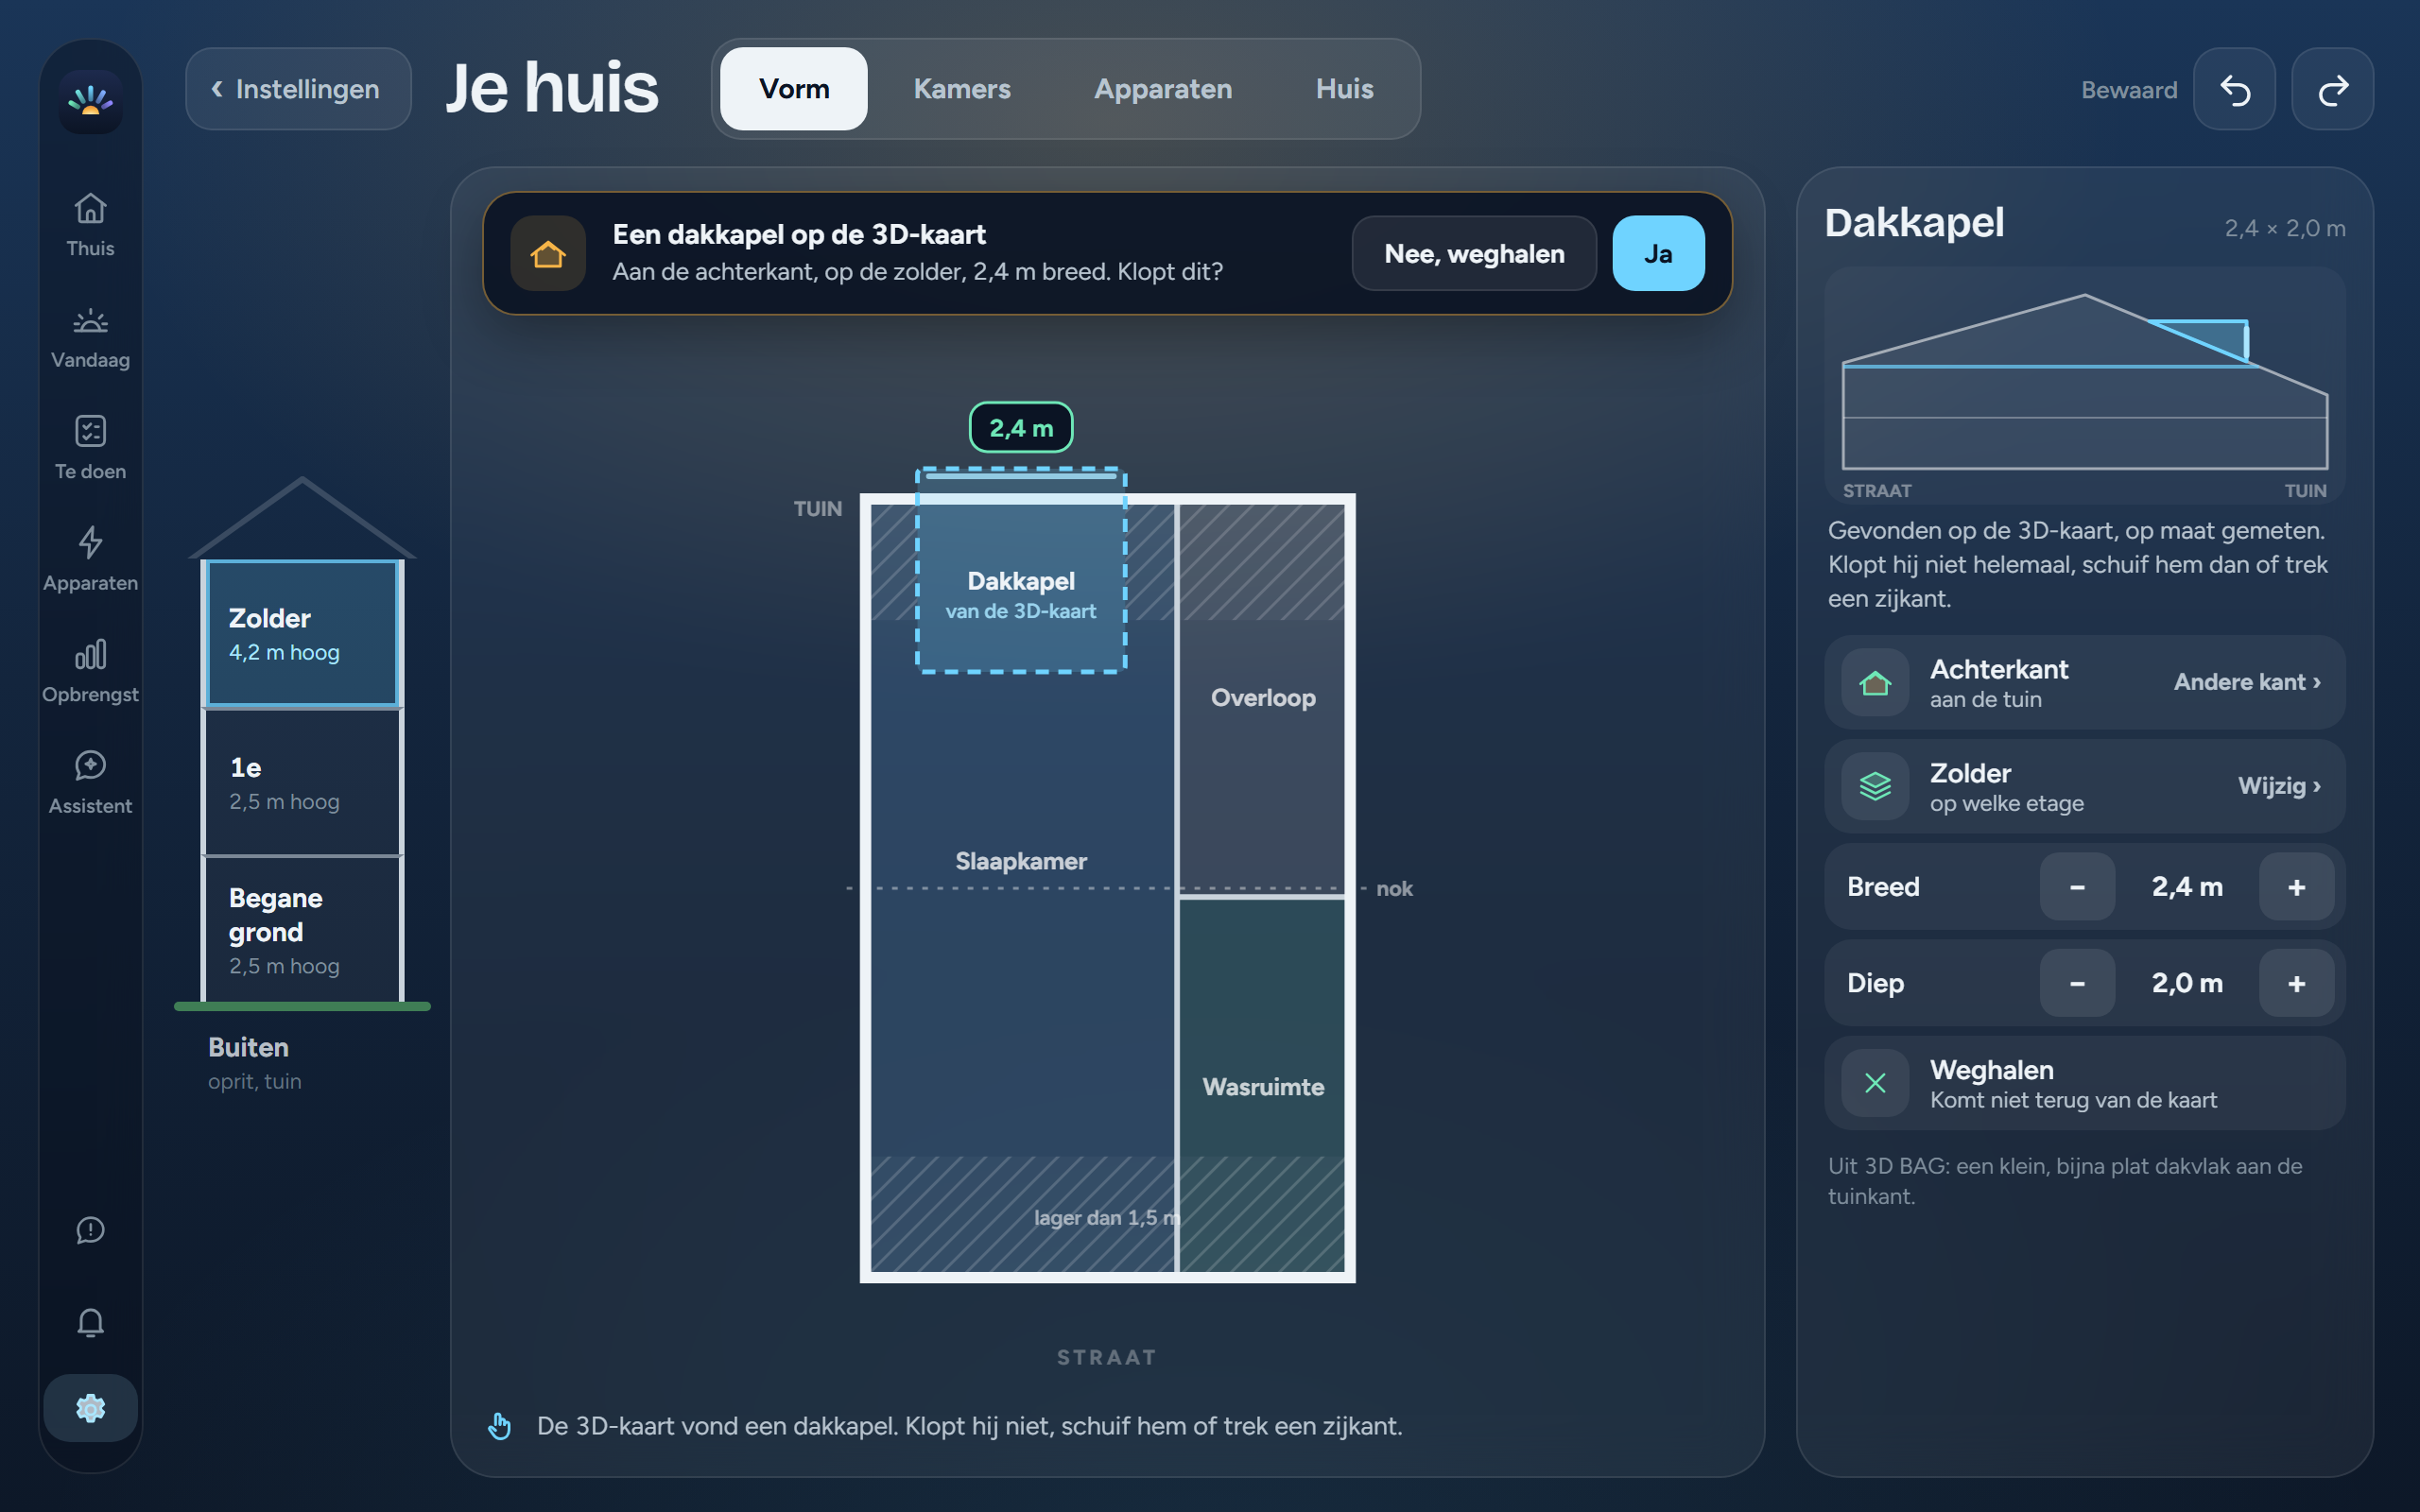 ‹ Instellingen
Je huis
Vorm
Kamers
Apparaten
Huis
Bewaard
Thuis
Vandaag
Te doen
Apparaten
Opbrengst
Assistent
Zolder
4,2 m hoog
1e
2,5 m hoog
Begane
grond
2,5 m hoog
Buiten
oprit, tuin
Een dakkapel op de 3D-kaart
Aan de achterkant, op de zolder, 2,4 m breed. Klopt dit?
Nee, weghalen
Ja
2,4 m
TUIN
Dakkapel
van de 3D-kaart
Overloop
Slaapkamer
nok
Wasruimte
lager dan 1,5 m
STRAAT
De 3D-kaart vond een dakkapel. Klopt hij niet, schuif hem of trek een zijkant.
Dakkapel
2,4 × 2,0 m
STRAAT
TUIN
Gevonden op de 3D-kaart, op maat gemeten.
Klopt hij niet helemaal, schuif hem dan of trek
een zijkant.
Achterkant
aan de tuin
Andere kant ›
Zolder
op welke etage
Wijzig ›
Breed
−
2,4 m
+
Diep
−
2,0 m
+
Weghalen
Komt niet terug van de kaart
Uit 3D BAG: een klein, bijna plat dakvlak aan de
tuinkant.